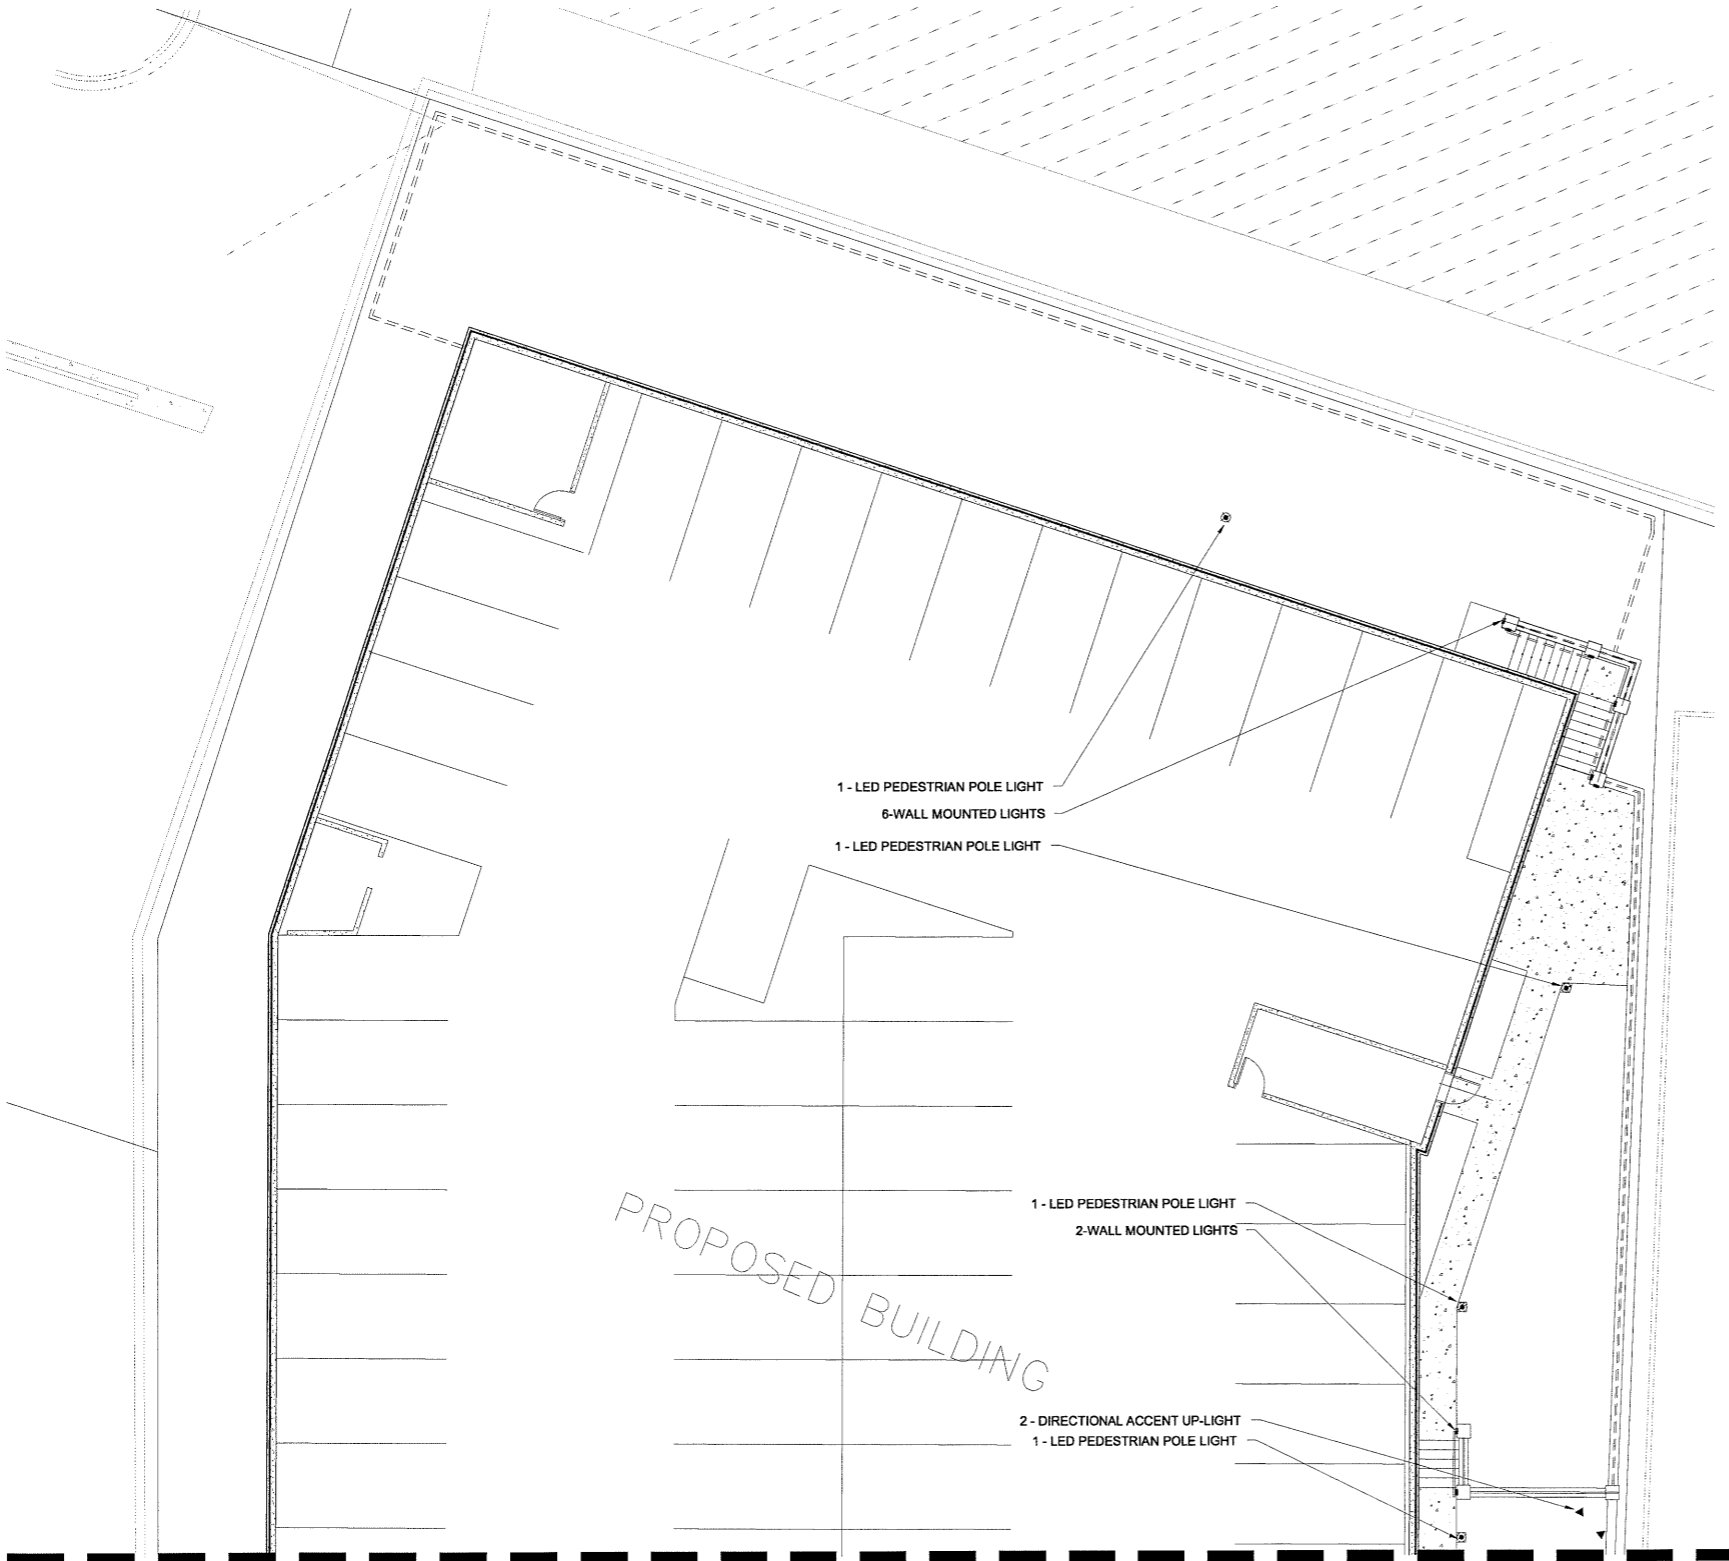 1 - LED PEDESTRIAN POLE LIGHT
6-WALL MOUNTED LIGHTS
1 - LED PEDESTRIAN POLE LIGHT
1 - LED PEDESTRIAN POLE LIGHT
2-WALL MOUNTED LIGHTS
PROPOSED BUILDING
2 - DIRECTIONAL ACCENT UP-LIGHT
1 - LED PEDESTRIAN POLE LIGHT